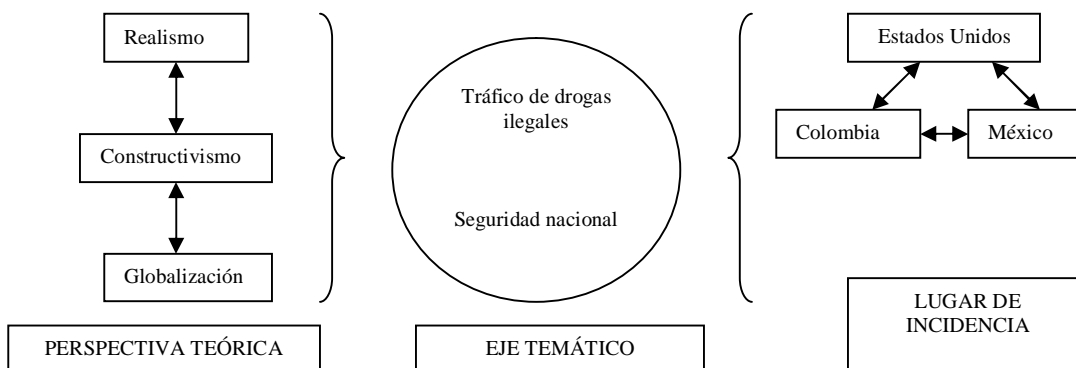 Realismo
Constructivismo
Globalización
PERSPECTIVA TEÓRICA
Tráfico de drogas
ilegales
Seguridad nacional
EJE TEMÁTICO
Estados Unidos
Colombia
México
LUGAR DE
INCIDENCIA